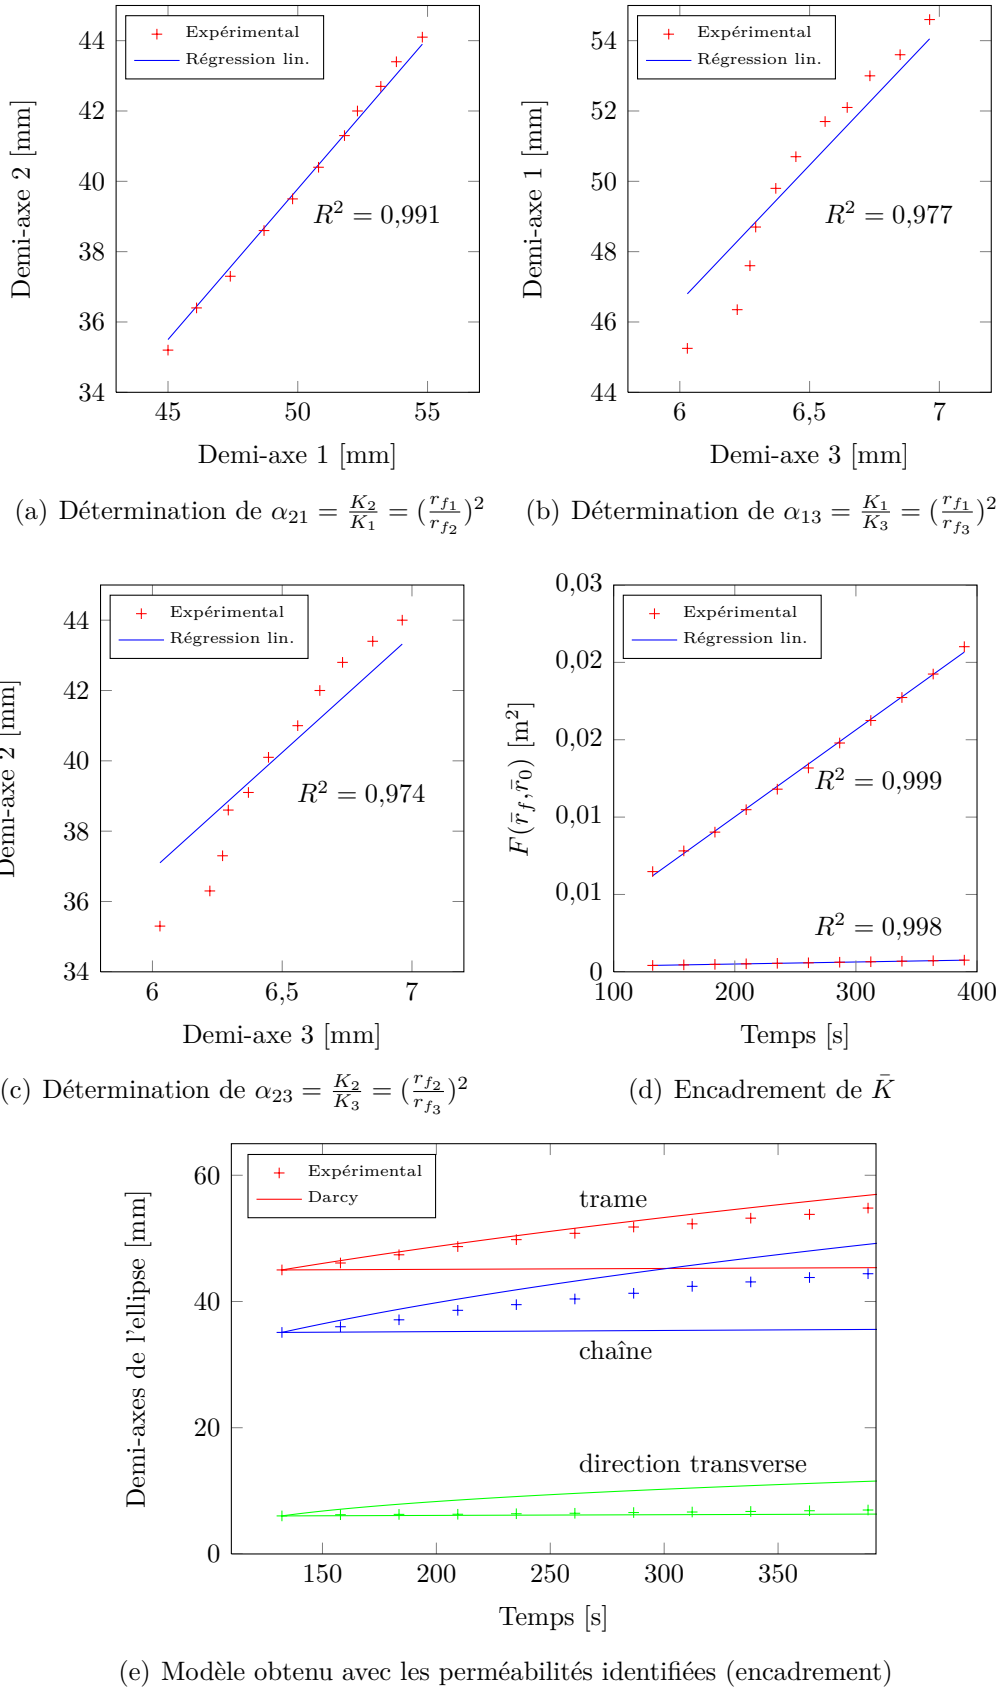 44
42
40
38
36
34
45
50
55
Demi-axe 2 [mm]
Demi-axe 1 [mm]
Expérimental
Régression lin.
R² = 0,991
(a) Détermination de α₂₁ = K₂/K₁ = (r_f₁/r_f₂)²
54
52
50
48
46
44
6
6,5
7
Demi-axe 1 [mm]
Demi-axe 3 [mm]
Expérimental
Régression lin.
R² = 0,977
(b) Détermination de α₁₃ = K₁/K₃ = (r_f₁/r_f₃)²
44
42
40
38
36
34
6
6,5
7
Demi-axe 2 [mm]
Demi-axe 3 [mm]
Expérimental
Régression lin.
R² = 0,974
(c) Détermination de α₂₃ = K₂/K₃ = (r_f₂/r_f₃)²
0,03
0,02
0,02
0,01
0,01
0
100
200
300
400
F(r̄_f,r̄₀) [m²]
Temps [s]
Expérimental
Régression lin.
R² = 0,999
R² = 0,998
(d) Encadrement de K̄
60
40
20
0
150
200
250
300
350
Demi-axes de l'ellipse [mm]
Temps [s]
Expérimental
Darcy
trame
chaîne
direction transverse
(e) Modèle obtenu avec les perméabilités identifiées (encadrement)